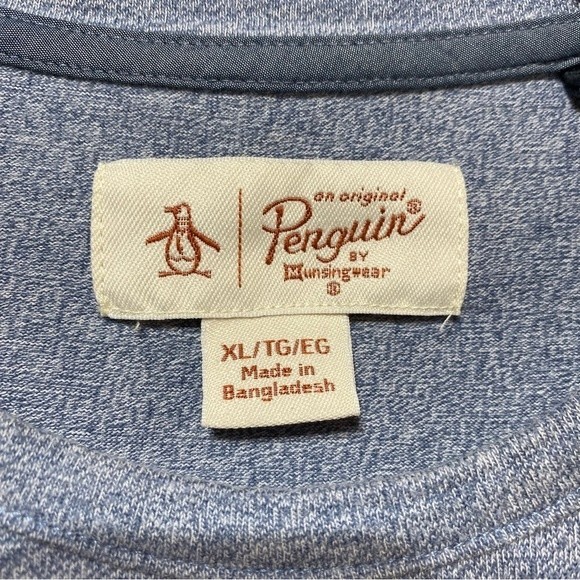 an original
Penguin®
BY
Munsingwear
®
XL/TG/EG
Made in
Bangladesh